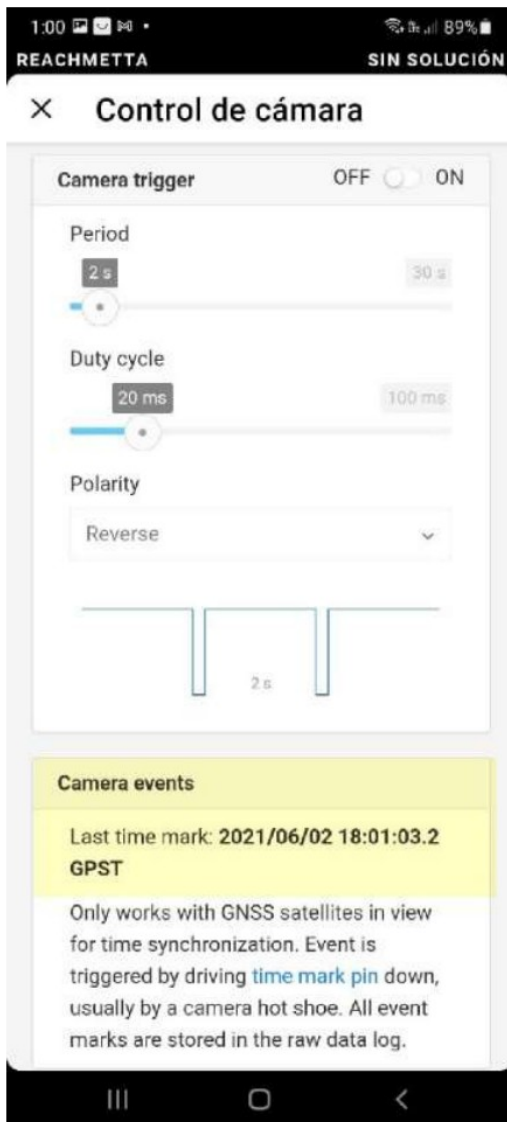 1:00 89%
REACHMETTA SIN SOLUCIÓN
× Control de cámara
Camera trigger OFF ON
Period
2 s 30 s
Duty cycle
20 ms 100 ms
Polarity
Reverse
2 s
Camera events
Last time mark: 2021/06/02 18:01:03.2
GPST
Only works with GNSS satellites in view
for time synchronization. Event is
triggered by driving time mark pin down,
usually by a camera hot shoe. All event
marks are stored in the raw data log.